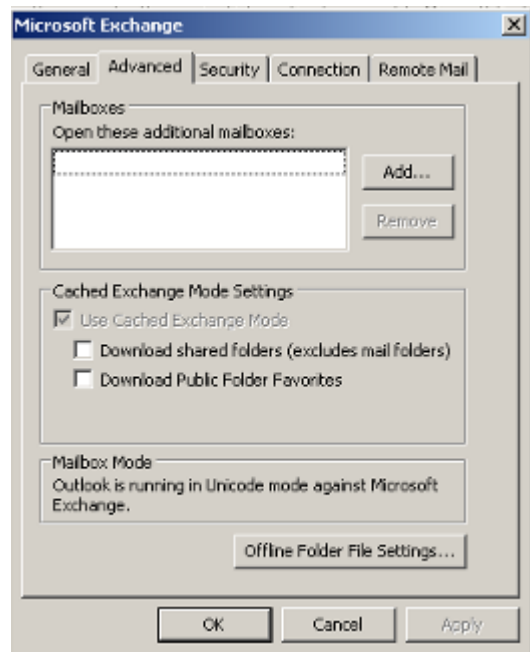 Microsoft Exchange
General Advanced Security Connection Remote Mail
Mailboxes
Open these additional mailboxes:
Add...
Remove
Cached Exchange Mode Settings
Use Cached Exchange Mode
Download shared folders (excludes mail folders)
Download Public Folder Favorites
Mailbox Mode
Outlook is running in Unicode mode against Microsoft
Exchange.
Offline Folder File Settings...
OK Cancel Apply